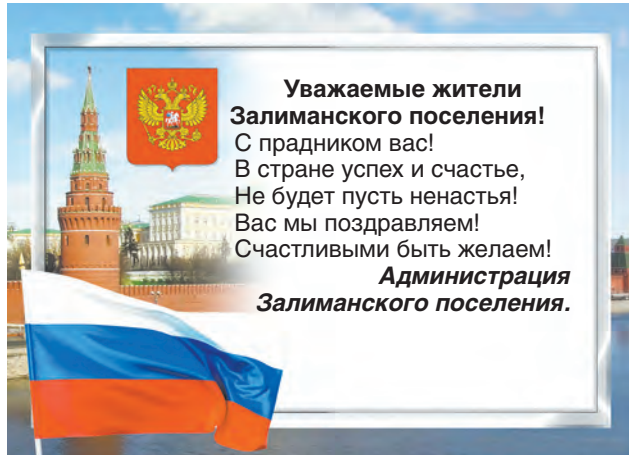 Уважаемые жители
Залиманского поселения!
С прадником вас!
В стране успех и счастье,
Не будет пусть ненастья!
Вас мы поздравляем!
Счастливыми быть желаем!
Администрация
Залиманского поселения.